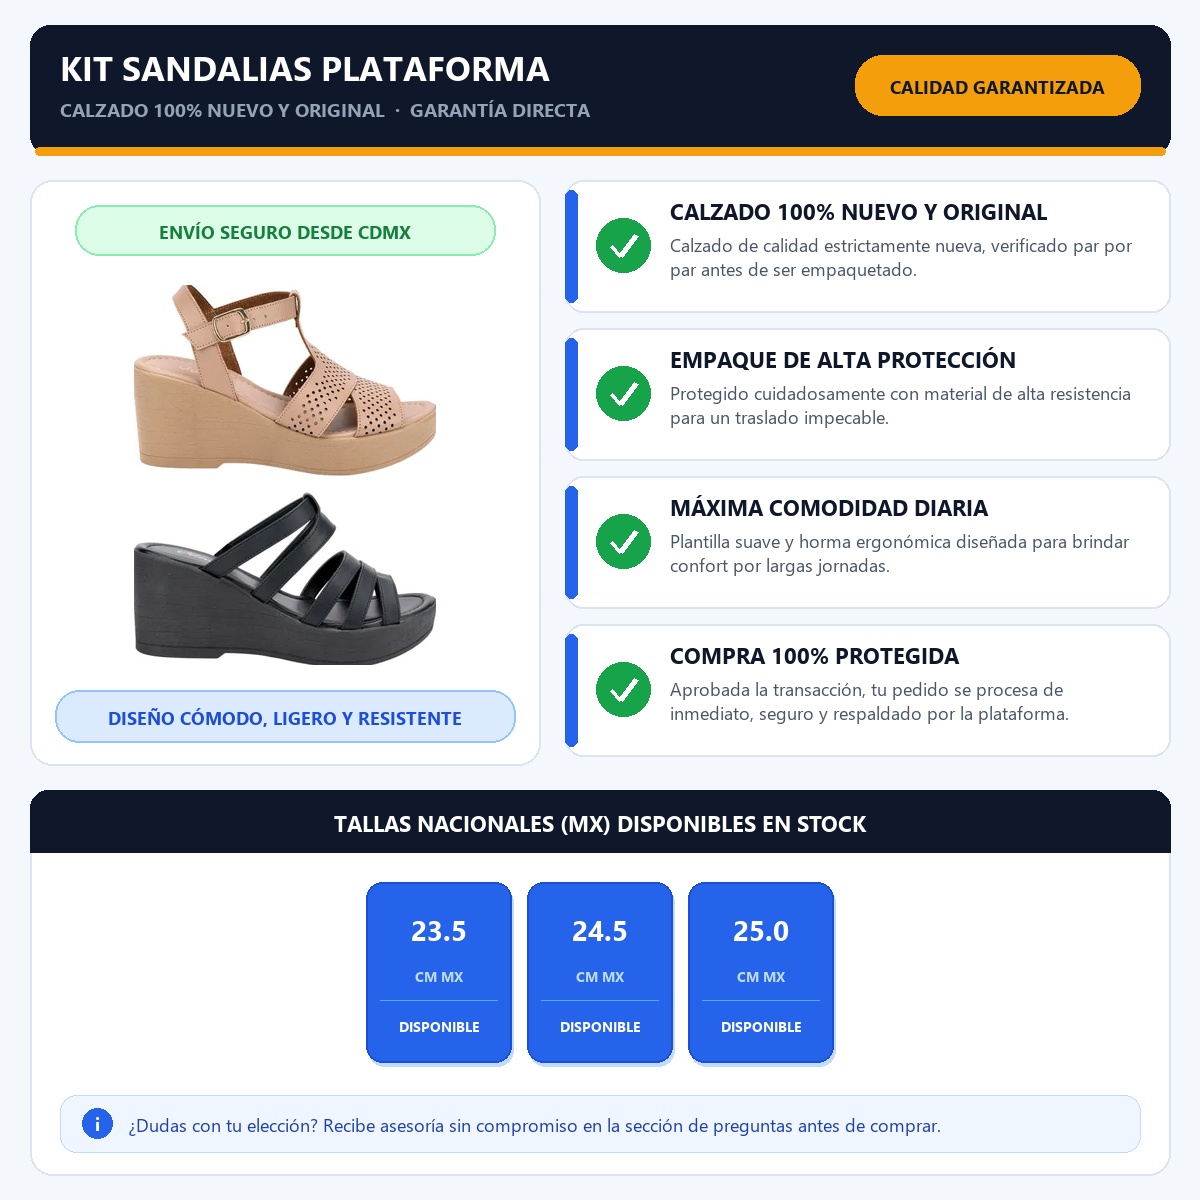 KIT SANDALIAS PLATAFORMA
CALZADO 100% NUEVO Y ORIGINAL · GARANTÍA DIRECTA
CALIDAD GARANTIZADA
ENVÍO SEGURO DESDE CDMX
DISEÑO CÓMODO, LIGERO Y RESISTENTE
CALZADO 100% NUEVO Y ORIGINAL
Calzado de calidad estrictamente nueva, verificado par por
par antes de ser empaquetado.
EMPAQUE DE ALTA PROTECCIÓN
Protegido cuidadosamente con material de alta resistencia
para un traslado impecable.
MÁXIMA COMODIDAD DIARIA
Plantilla suave y horma ergonómica diseñada para brindar
confort por largas jornadas.
COMPRA 100% PROTEGIDA
Aprobada la transacción, tu pedido se procesa de
inmediato, seguro y respaldado por la plataforma.
TALLAS NACIONALES (MX) DISPONIBLES EN STOCK
23.5
CM MX
DISPONIBLE
24.5
CM MX
DISPONIBLE
25.0
CM MX
DISPONIBLE
¿Dudas con tu elección? Recibe asesoría sin compromiso en la sección de preguntas antes de comprar.